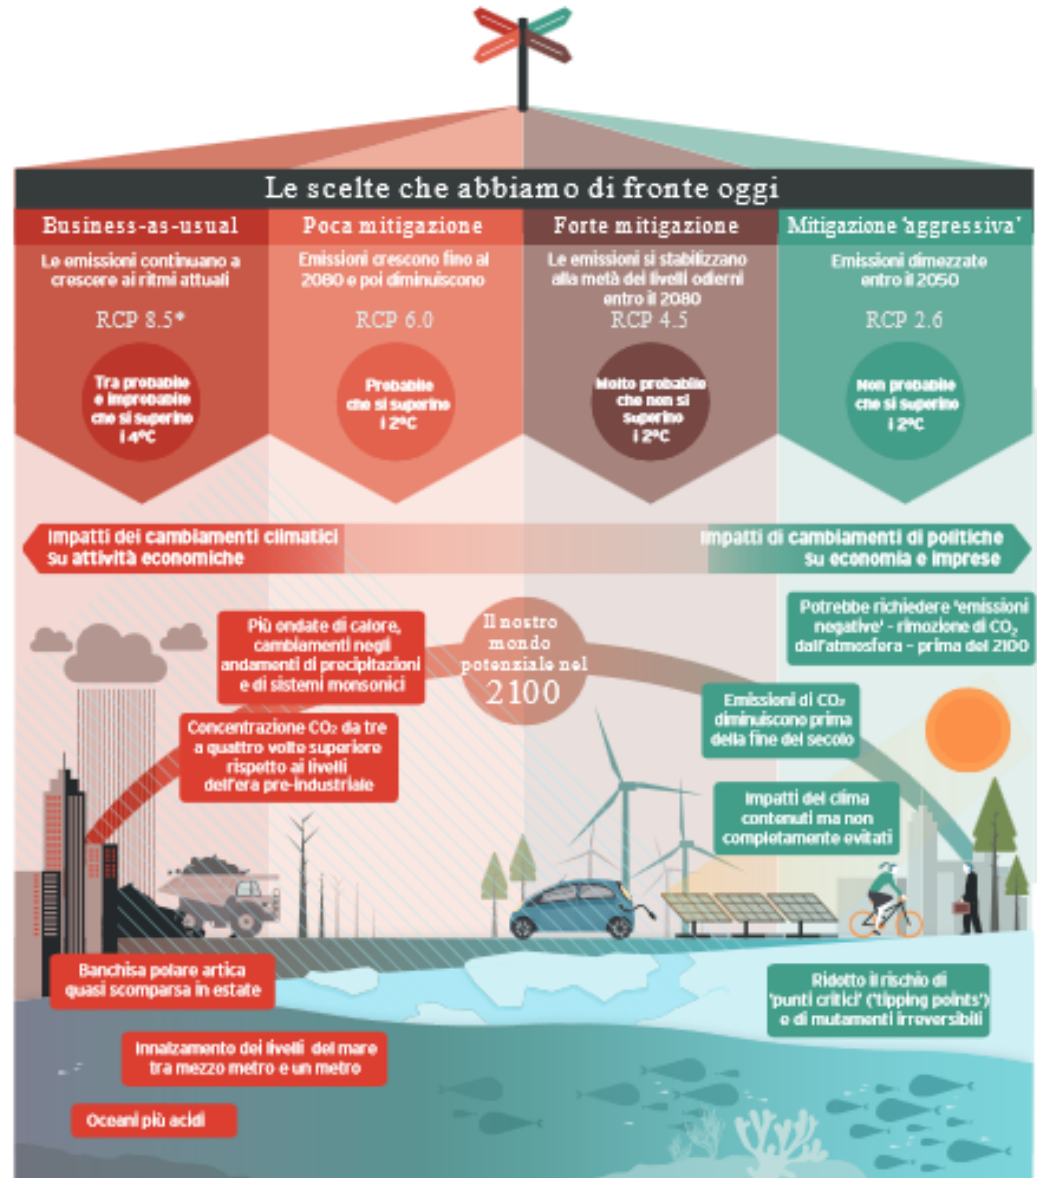 Le scelte che abbiamo di fronte oggi
Business-as-usual
Le emissioni continuano a
crescere ai ritmi attuali
RCP 8.5*
Tra probabile
e improbabile
che si superino
i 4°C
Poca mitigazione
Emissioni crescono fino al
2080 e poi diminuiscono
RCP 6.0
Probabile
che si superino
i 2°C
Forte mitigazione
Le emissioni si stabilizzano
alla metà dei livelli odierni
entro il 2080
RCP 4.5
Molto probabile
che non si
superino
i 2°C
Mitigazione 'aggressiva'
Emissioni dimezzate
entro il 2050
RCP 2.6
Non probabile
che si superino
i 2°C
Impatti dei cambiamenti climatici
su attività economiche
Impatti di cambiamenti di politiche
su economia e imprese
Più ondate di calore,
cambiamenti negli
andamenti di precipitazioni
e di sistemi monsonici
Il nostro
mondo
potenziale nel
2100
Potrebbe richiedere 'emissioni
negative' - rimozione di CO₂
dall'atmosfera - prima del 2100
Concentrazione CO₂ da tre
a quattro volte superiore
rispetto ai livelli
dell'era pre-industriale
Emissioni di CO₂
diminuiscono prima
della fine del secolo
Impatti del clima
contenuti ma non
completamente evitati
Banchisa polare artica
quasi scomparsa in estate
Ridotto il rischio di
'punti critici' ('tipping points')
e di mutamenti irreversibili
Innalzamento dei livelli del mare
tra mezzo metro e un metro
Oceani più acidi